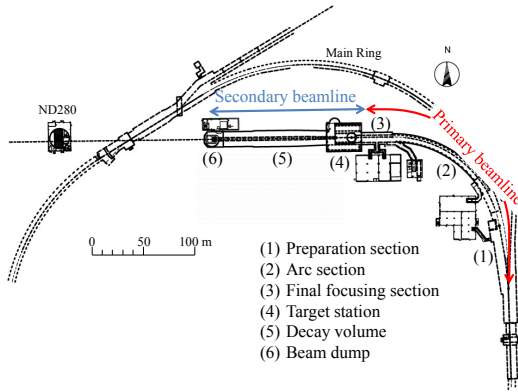 Main Ring
N
ND280
Secondary beamline
Primary beamline
(3)
(6)
(5)
(4)
(2)
(1)
0 50 100 m
(1) Preparation section
(2) Arc section
(3) Final focusing section
(4) Target station
(5) Decay volume
(6) Beam dump